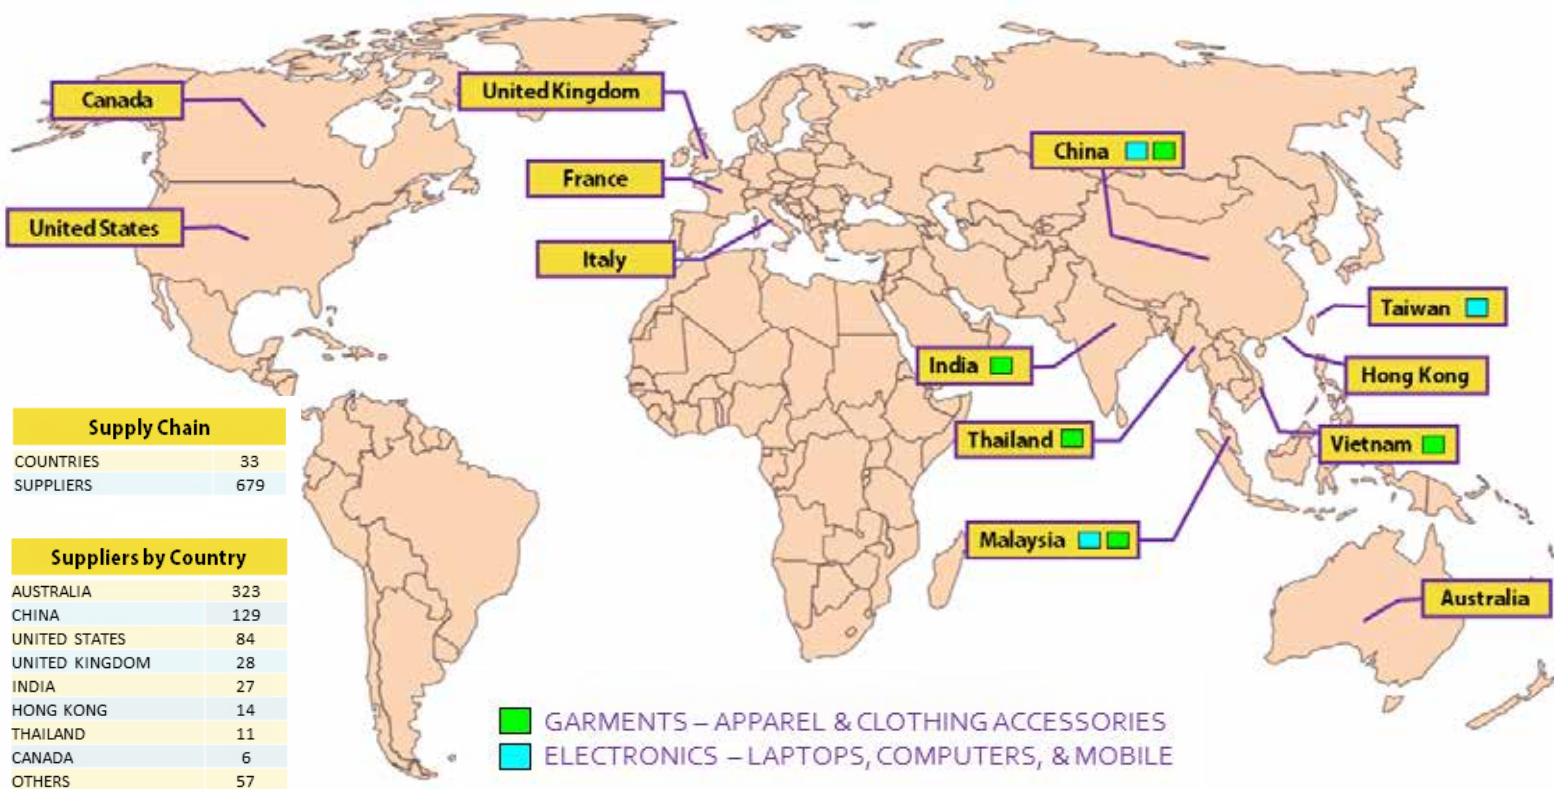 Canada
United Kingdom
China
France
United States
Italy
Taiwan
India
Hong Kong
Thailand
Vietnam
Malaysia
Australia
Supply Chain
COUNTRIES 33
SUPPLIERS 679
Suppliers by Country
AUSTRALIA 323
CHINA 129
UNITED STATES 84
UNITED KINGDOM 28
INDIA 27
HONG KONG 14
THAILAND 11
CANADA 6
OTHERS 57
GARMENTS – APPAREL & CLOTHING ACCESSORIES
ELECTRONICS – LAPTOPS, COMPUTERS, & MOBILE